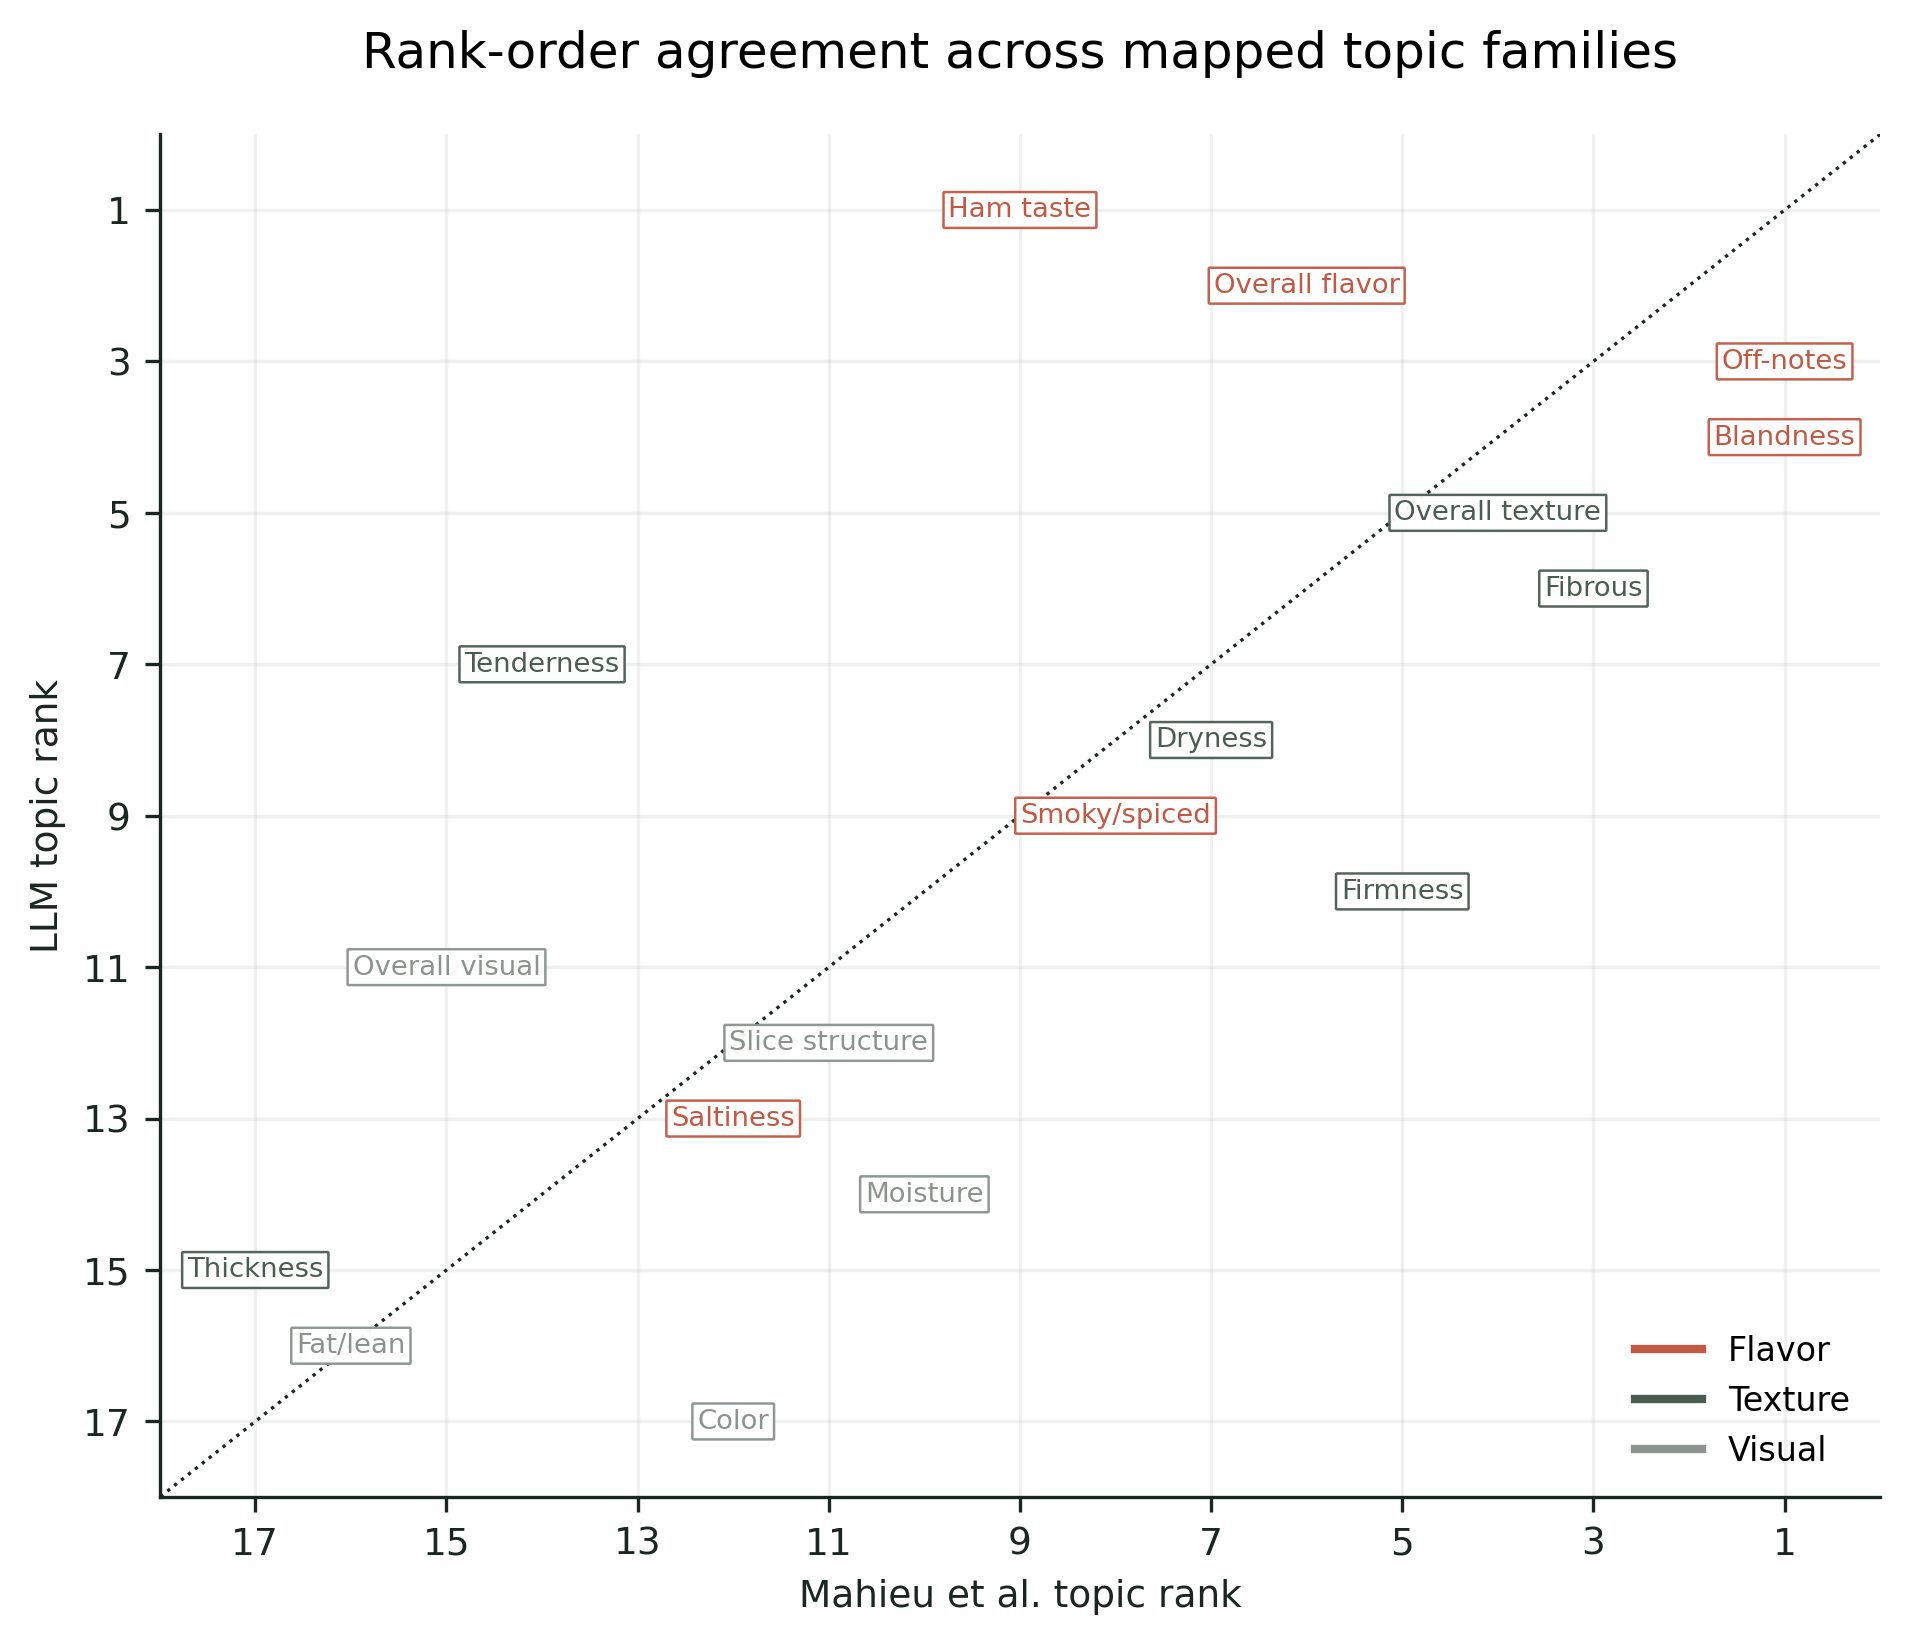 Rank-order agreement across mapped topic families
LLM topic rank
1
3
5
7
9
11
13
15
17
Ham taste
Overall flavor
Off-notes
Blandness
Overall texture
Fibrous
Tenderness
Dryness
Smoky/spiced
Firmness
Overall visual
Slice structure
Saltiness
Moisture
Thickness
Fat/lean
Color
Flavor
Texture
Visual
17 15 13 11 9 7 5 3 1
Mahieu et al. topic rank